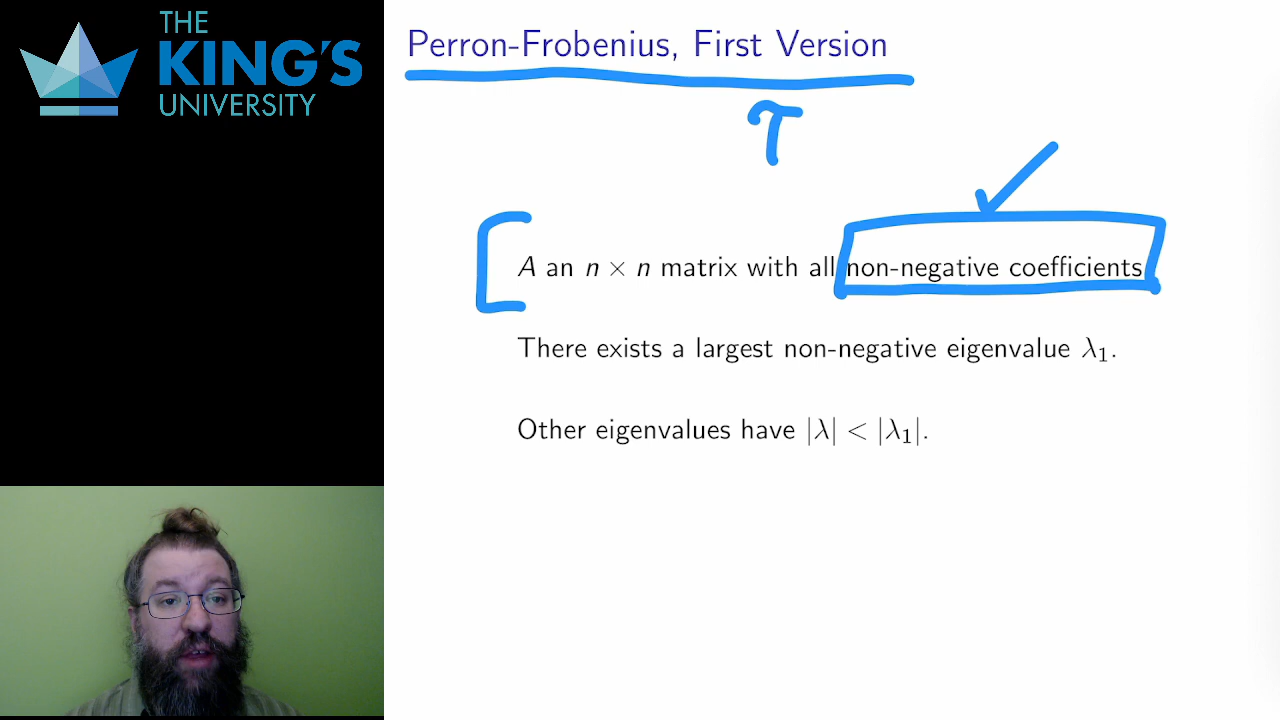 THE
KING'S
UNIVERSITY
Perron-Frobenius, First Version
T
A an n × n matrix with all non-negative coefficients
There exists a largest non-negative eigenvalue λ₁.
Other eigenvalues have |λ| < |λ₁|.